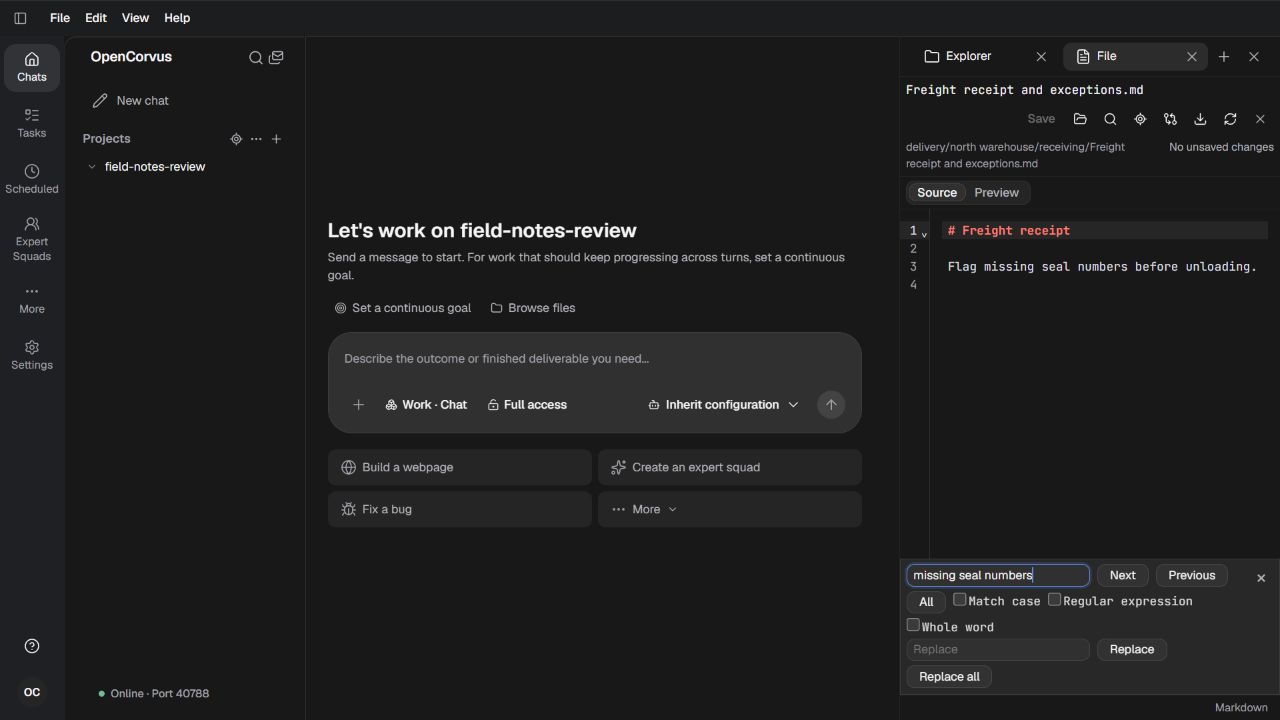 File Edit View Help
Chats
Tasks
Scheduled
Expert
Squads
More
Settings
OC
OpenCorvus
New chat
Projects
field-notes-review
Online · Port 40788
Let's work on field-notes-review
Send a message to start. For work that should keep progressing across turns, set a continuous
goal.
Set a continuous goal Browse files
Describe the outcome or finished deliverable you need...
Work · Chat Full access Inherit configuration
Build a webpage Create an expert squad
Fix a bug More
Explorer File
Freight receipt and exceptions.md
Save
delivery/north warehouse/receiving/Freight
receipt and exceptions.md
No unsaved changes
Source Preview
1 # Freight receipt
2
3 Flag missing seal numbers before unloading.
4
missing seal numbers Next Previous
All Match case Regular expression
Whole word
Replace Replace
Replace all
Markdown